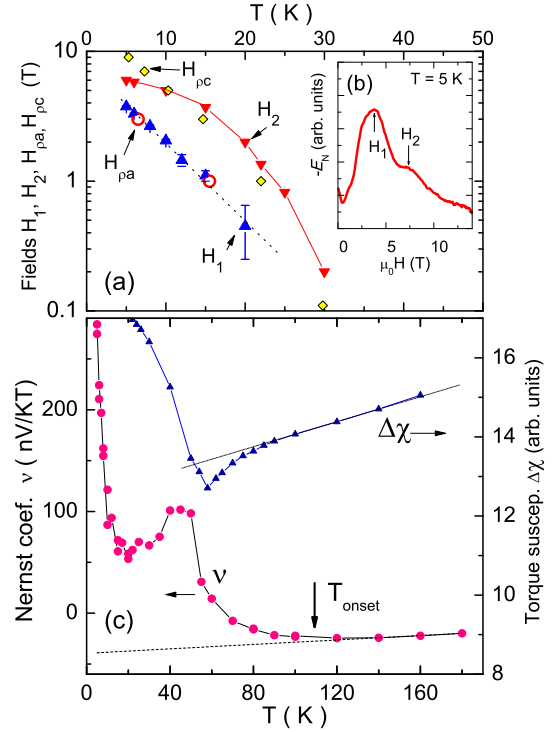 T ( K )
0 10 20 30 40 50
10
1
0.1
Fields H1, H2, Hρa, Hρc (T)
Hρc
H2
Hρa
H1
(a)
(b) T = 5 K
-EN (arb. units)
H1
H2
0 5 10
μ0H (T)
200
100
0
Nernst coef. ν ( nV/KT)
16
14
12
10
8
Torque suscep. Δχ (arb. units)
Δχ
ν
Tonset
(c)
0 40 80 120 160
T ( K )